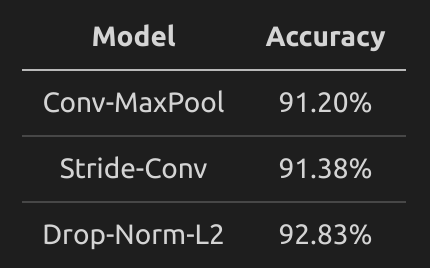 Model Accuracy
Conv-MaxPool 91.20%
Stride-Conv 91.38%
Drop-Norm-L2 92.83%